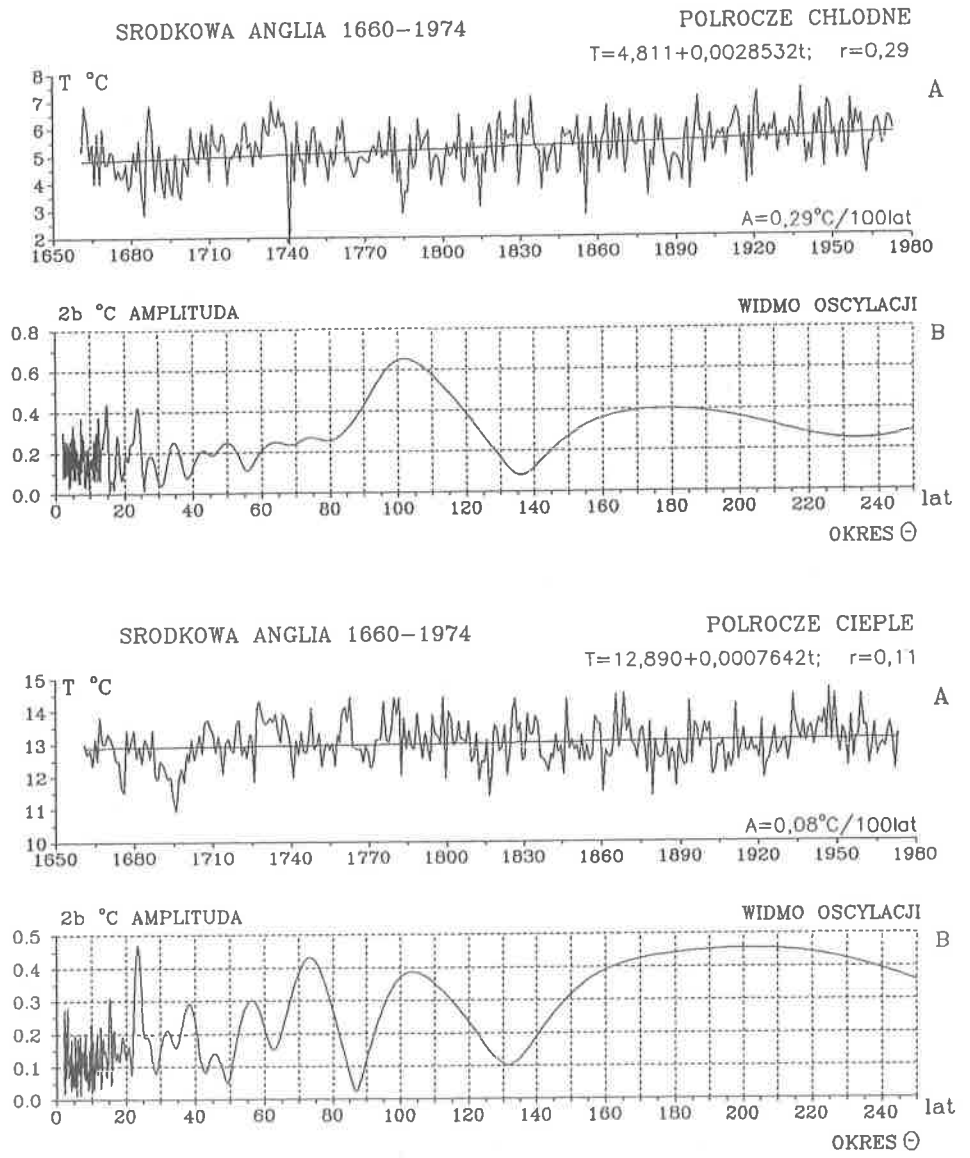 SRODKOWA ANGLIA 1660–1974
POLROCZE CHLODNE
T=4,811+0,0028532t; r=0,29
T °C
A
8
7
6
5
4
3
2
A=0,29°C/100lat
1650 1680 1710 1740 1770 1800 1830 1860 1890 1920 1950 1980
2b °C AMPLITUDA
WIDMO OSCYLACJI
B
0.8
0.6
0.4
0.2
0.0
0 20 40 60 80 100 120 140 160 180 200 220 240 lat
OKRES Θ
SRODKOWA ANGLIA 1660–1974
POLROCZE CIEPLE
T=12,890+0,0007642t; r=0,11
T °C
A
15
14
13
12
11
10
A=0,08°C/100lat
1650 1680 1710 1740 1770 1800 1830 1860 1890 1920 1950 1980
2b °C AMPLITUDA
WIDMO OSCYLACJI
B
0.5
0.4
0.3
0.2
0.1
0.0
0 20 40 60 80 100 120 140 160 180 200 220 240 lat
OKRES Θ